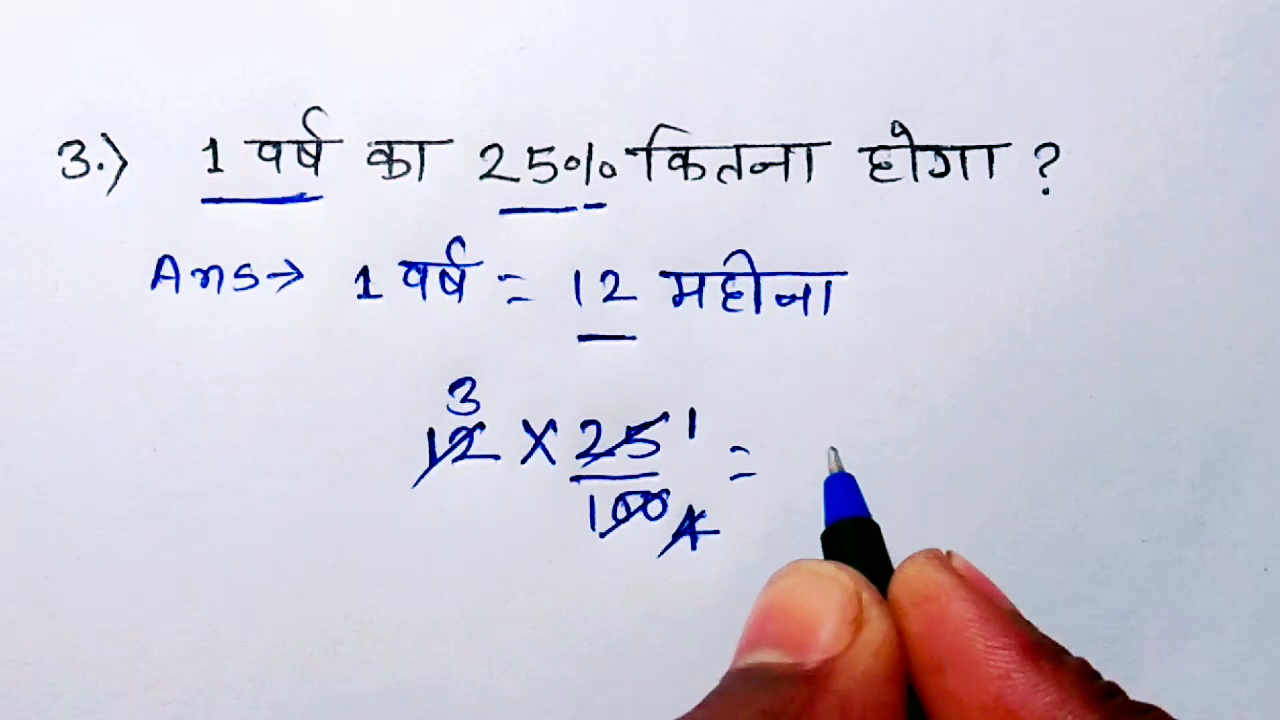 3.) 1 वर्ष का 25% कितना होगा ?
Ans→ 1 वर्ष = 12 महीना
3
12 × 25 1 =
100 4